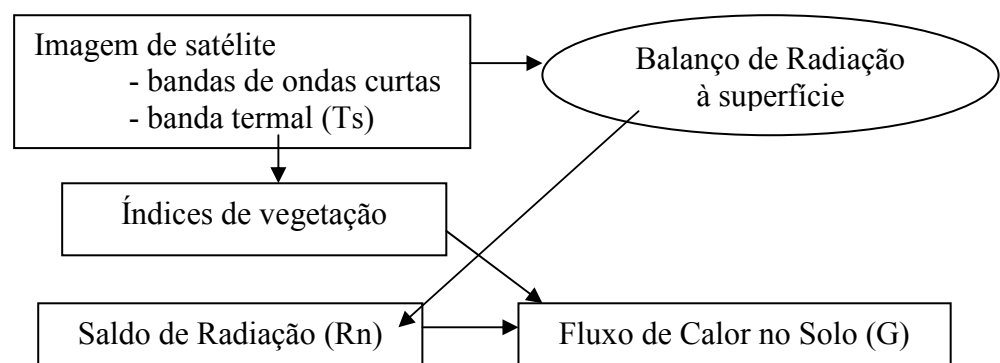 Imagem de satélite
- bandas de ondas curtas
- banda termal (Ts)
Balanço de Radiação
à superfície
Índices de vegetação
Saldo de Radiação (Rn)
Fluxo de Calor no Solo (G)